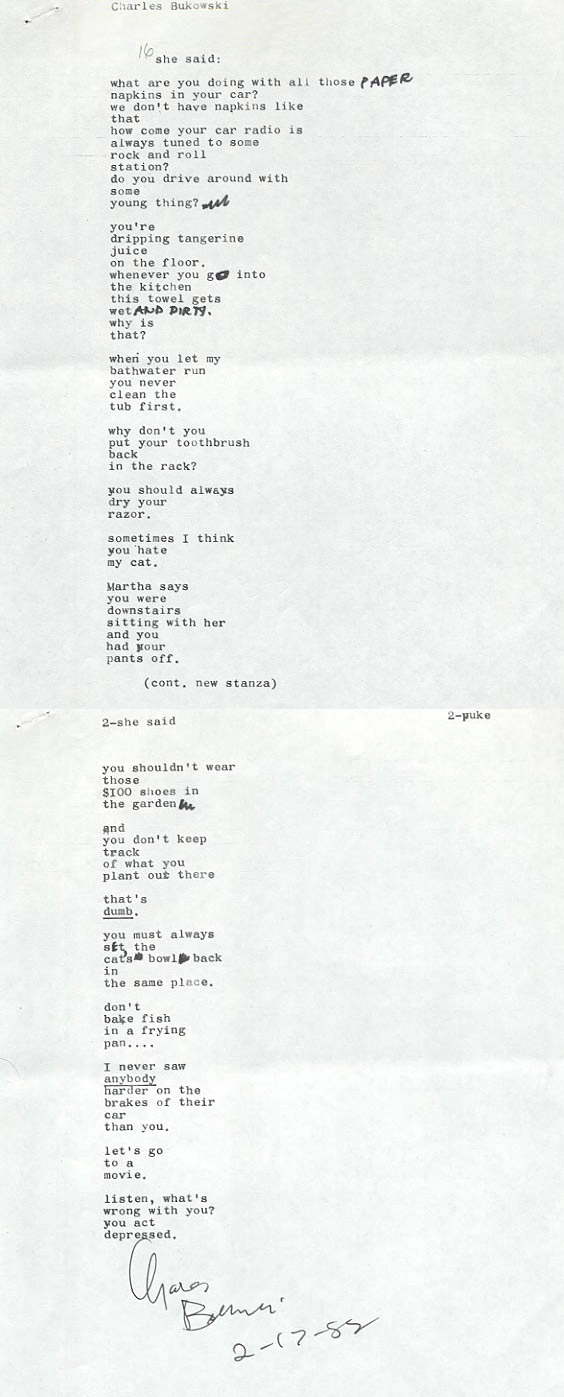 Charles Bukowski
16
she said:
what are you doing with all those PAPER
napkins in your car?
we don't have napkins like
that
how come your car radio is
always tuned to some
rock and roll
station?
do you drive around with
some
young thing?
you're
dripping tangerine
juice
on the floor.
whenever you go into
the kitchen
this towel gets
wet AND DIRTY.
why is
that?
when you let my
bathwater run
you never
clean the
tub first.
why don't you
put your toothbrush
back
in the rack?
you should always
dry your
razor.
sometimes I think
you hate
my cat.
Martha says
you were
downstairs
sitting with her
and you
had your
pants off.
(cont. new stanza)
2-she said
2-puke
you shouldn't wear
those
$100 shoes in
the garden
and
you don't keep
track
of what you
plant out there
that's
dumb.
you must always
set the
cat's bowl back
in
the same place.
don't
bake fish
in a frying
pan....
I never saw
anybody
harder on the
brakes of their
car
than you.
let's go
to a
movie.
listen, what's
wrong with you?
you act
depressed.
Charles
2-17-82